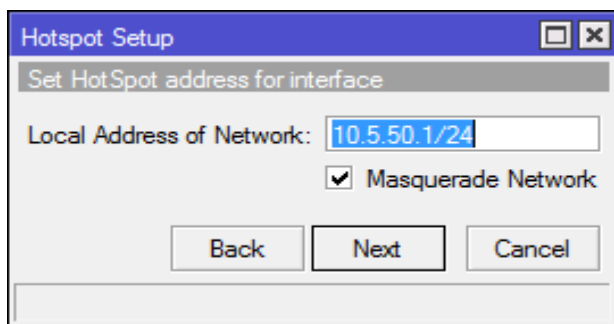 Hotspot Setup
Set HotSpot address for interface
Local Address of Network: 10.5.50.1/24
Masquerade Network
Back Next Cancel